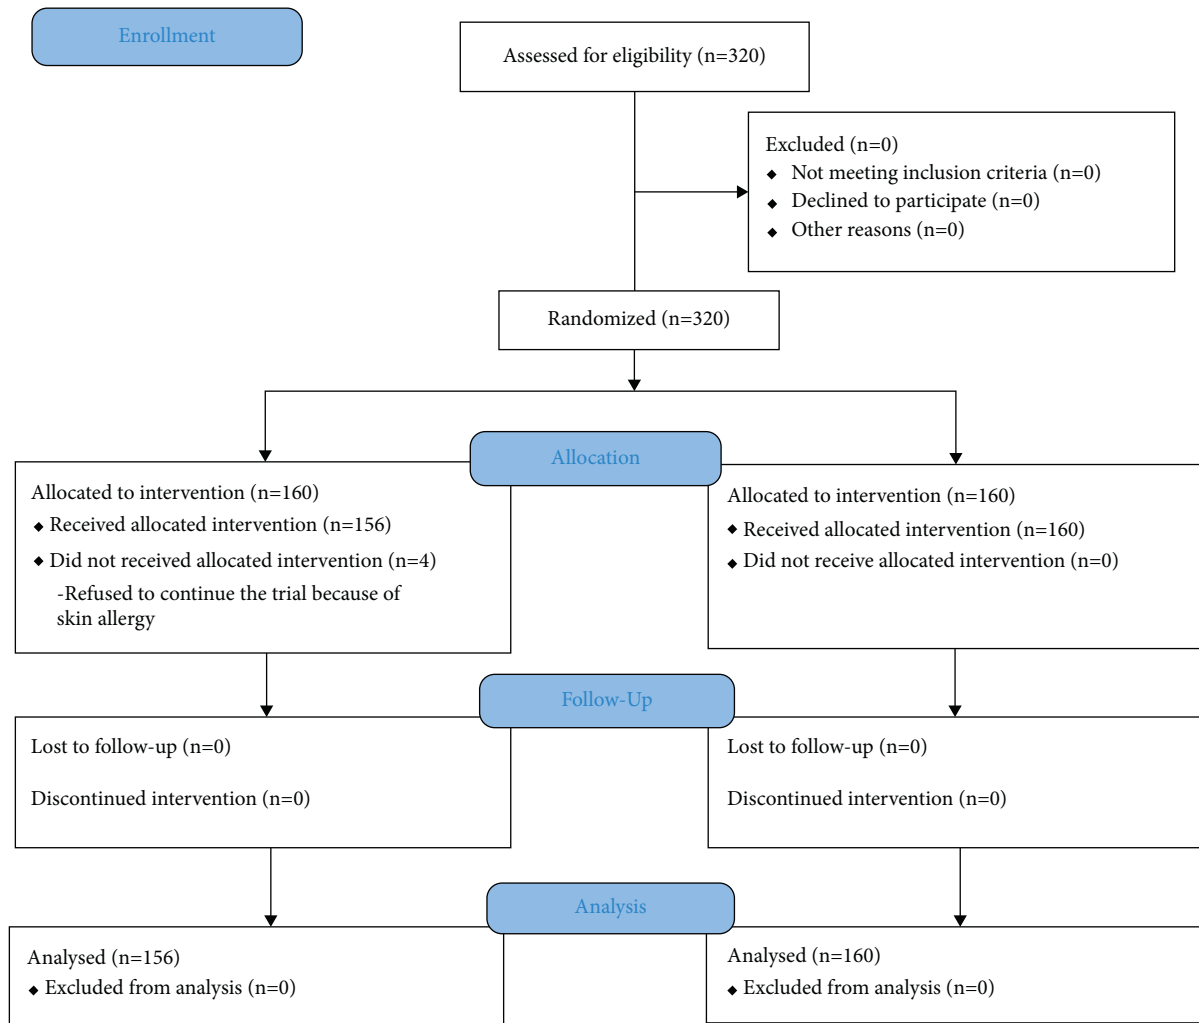 Enrollment
Assessed for eligibility (n=320)
Excluded (n=0)
◆ Not meeting inclusion criteria (n=0)
◆ Declined to participate (n=0)
◆ Other reasons (n=0)
Randomized (n=320)
Allocation
Allocated to intervention (n=160)
◆ Received allocated intervention (n=156)
◆ Did not received allocated intervention (n=4)
-Refused to continue the trial because of
skin allergy
Allocated to intervention (n=160)
◆ Received allocated intervention (n=160)
◆ Did not receive allocated intervention (n=0)
Follow-Up
Lost to follow-up (n=0)
Discontinued intervention (n=0)
Lost to follow-up (n=0)
Discontinued intervention (n=0)
Analysis
Analysed (n=156)
◆ Excluded from analysis (n=0)
Analysed (n=160)
◆ Excluded from analysis (n=0)